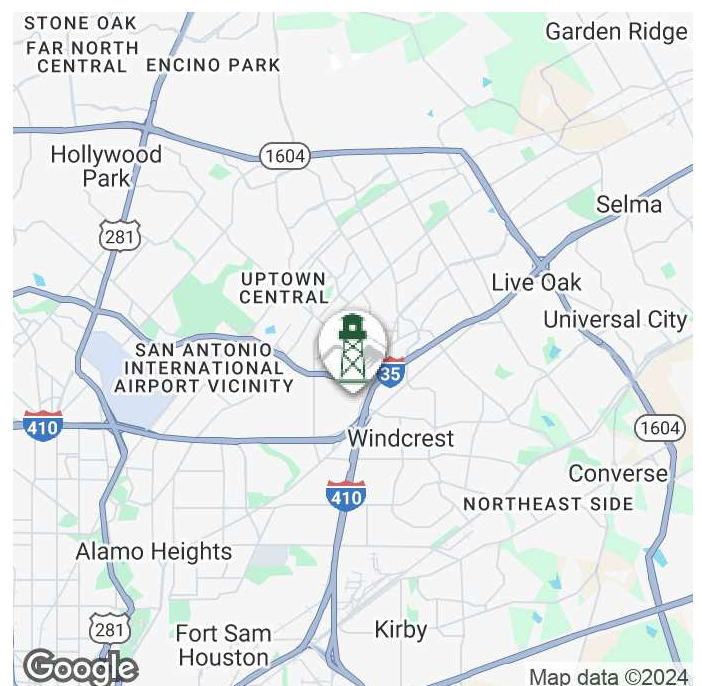 STONE OAK
FAR NORTH
CENTRAL
ENCINO PARK
Garden Ridge
Hollywood
Park
1604
Selma
281
UPTOWN
CENTRAL
Live Oak
Universal City
SAN ANTONIO
INTERNATIONAL
AIRPORT VICINITY
35
410
Windcrest
1604
Converse
410
NORTHEAST SIDE
Alamo Heights
281
Fort Sam
Houston
Kirby
Google
Map data ©2024